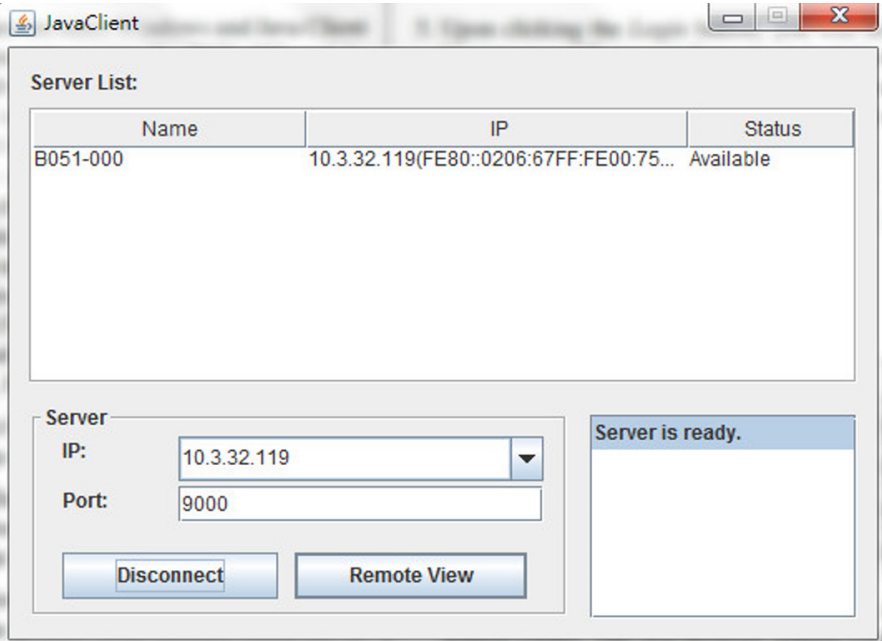 JavaClient
Server List:
Name IP Status
B051-000 10.3.32.119(FE80::0206:67FF:FE00:75... Available
Server
IP: 10.3.32.119
Port: 9000
Disconnect Remote View
Server is ready.